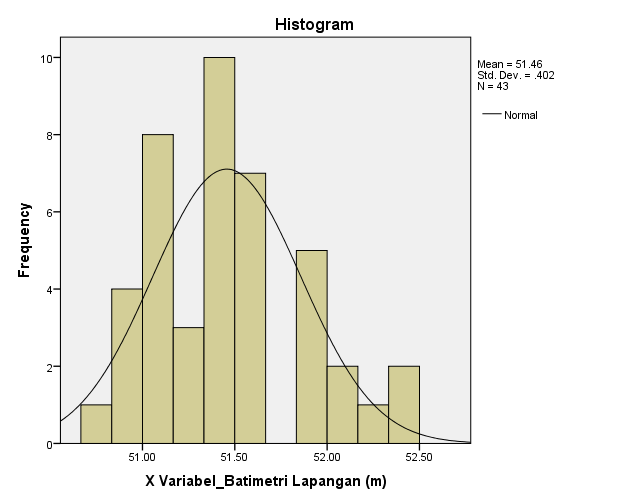 Histogram
Mean = 51.46
Std. Dev. = .402
N = 43
Normal
Frequency
10
8
6
4
2
0
51.00 51.50 52.00 52.50
X Variabel_Batimetri Lapangan (m)